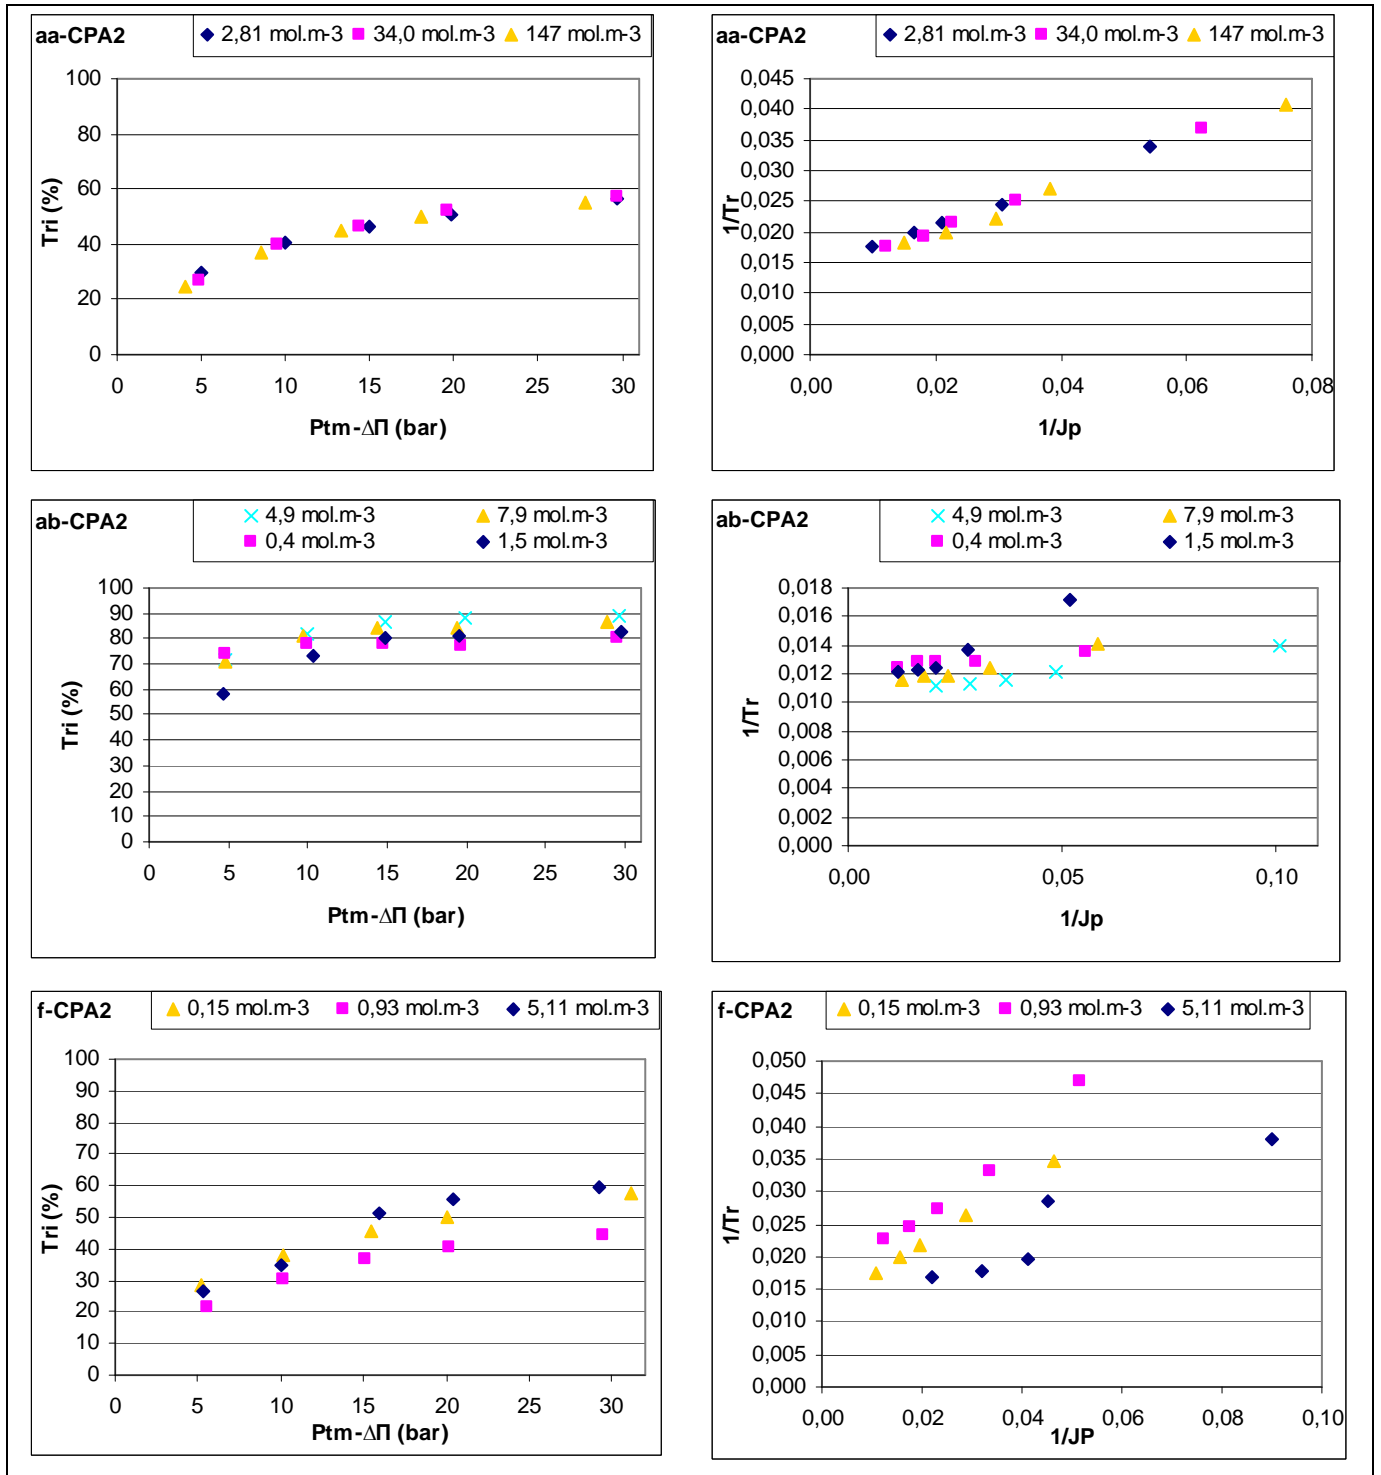 aa-CPA2
2,81 mol.m-3 34,0 mol.m-3 147 mol.m-3
100
80
60
40
20
0
Tri (%)
0 5 10 15 20 25 30
Ptm-ΔΠ (bar)
aa-CPA2
2,81 mol.m-3 34,0 mol.m-3 147 mol.m-3
0,045
0,040
0,035
0,030
0,025
0,020
0,015
0,010
0,005
0,000
1/Tr
0,00 0,02 0,04 0,06 0,08
1/Jp
ab-CPA2
4,9 mol.m-3 7,9 mol.m-3
0,4 mol.m-3 1,5 mol.m-3
100
90
80
70
60
50
40
30
20
10
0
Tri (%)
0 5 10 15 20 25 30
Ptm-ΔΠ (bar)
ab-CPA2
4,9 mol.m-3 7,9 mol.m-3
0,4 mol.m-3 1,5 mol.m-3
0,018
0,016
0,014
0,012
0,010
0,008
0,006
0,004
0,002
0,000
1/Tr
0,00 0,05 0,10
1/Jp
f-CPA2
0,15 mol.m-3 0,93 mol.m-3 5,11 mol.m-3
100
90
80
70
60
50
40
30
20
10
0
Tri (%)
0 5 10 15 20 25 30
Ptm-ΔΠ (bar)
f-CPA2
0,15 mol.m-3 0,93 mol.m-3 5,11 mol.m-3
0,050
0,045
0,040
0,035
0,030
0,025
0,020
0,015
0,010
0,005
0,000
1/Tr
0,00 0,02 0,04 0,06 0,08 0,10
1/JP